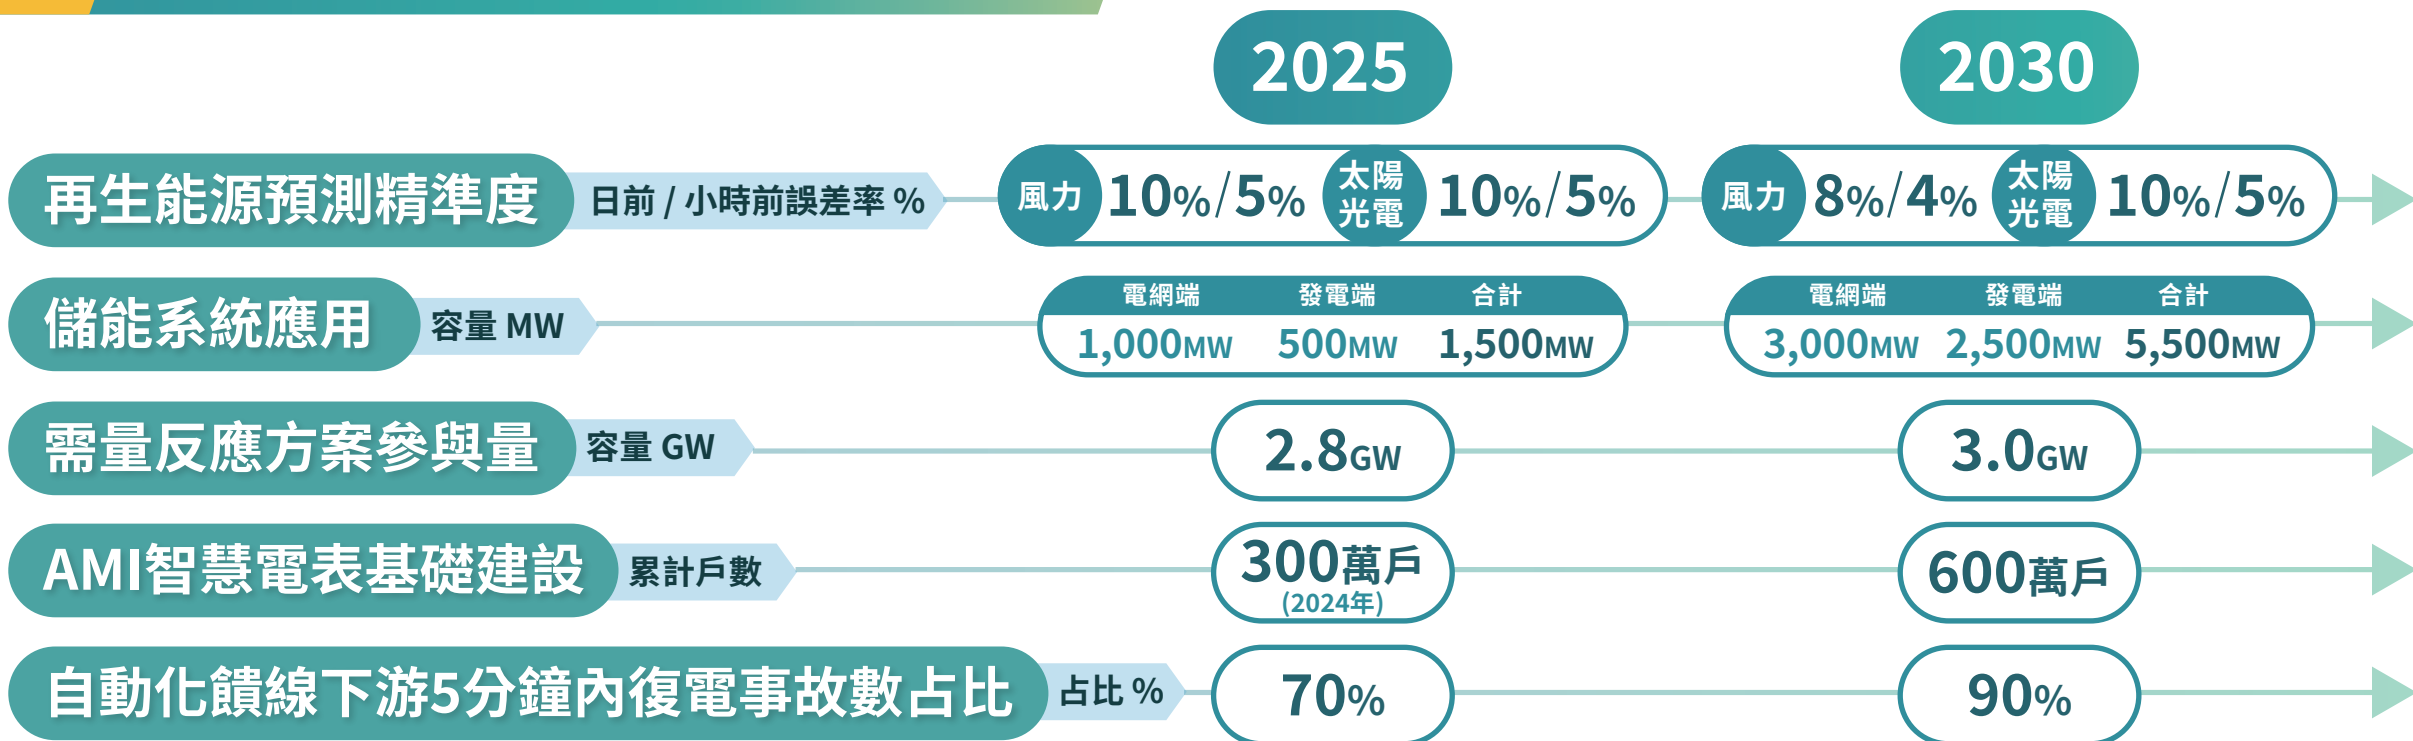 2025 2030
再生能源預測精準度 日前 / 小時前誤差率 % 風力 10%/5% 太陽光電 10%/5% 風力 8%/4% 太陽光電 10%/5%
電網端 發電端 合計 電網端 發電端 合計
儲能系統應用 容量 MW 1,000MW 500MW 1,500MW 3,000MW 2,500MW 5,500MW
需量反應方案參與量 容量 GW 2.8GW 3.0GW
AMI智慧電表基礎建設 累計戶數 300萬戶 600萬戶
(2024年)
自動化饋線下游5分鐘內復電事故數占比 占比 % 70% 90%